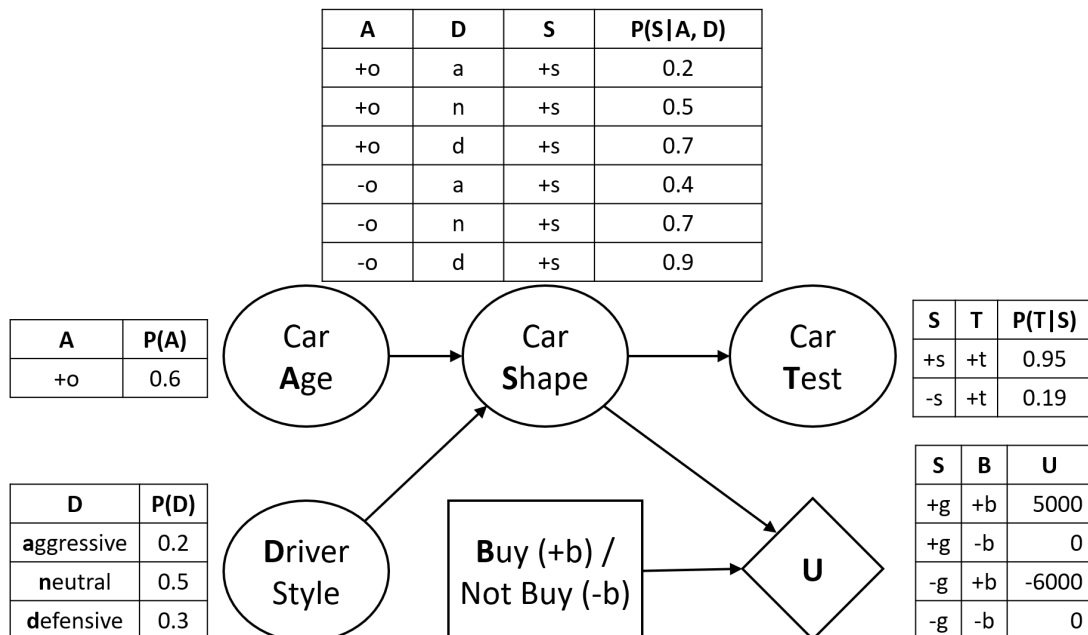 A D S P(S|A, D)
+o a +s 0.2
+o n +s 0.5
+o d +s 0.7
-o a +s 0.4
-o n +s 0.7
-o d +s 0.9
A P(A)
+o 0.6
Car
Age
Car
Shape
Car
Test
S T P(T|S)
+s +t 0.95
-s +t 0.19
D P(D)
aggressive 0.2
neutral 0.5
defensive 0.3
Driver
Style
Buy (+b) /
Not Buy (-b)
U
S B U
+g +b 5000
+g -b 0
-g +b -6000
-g -b 0